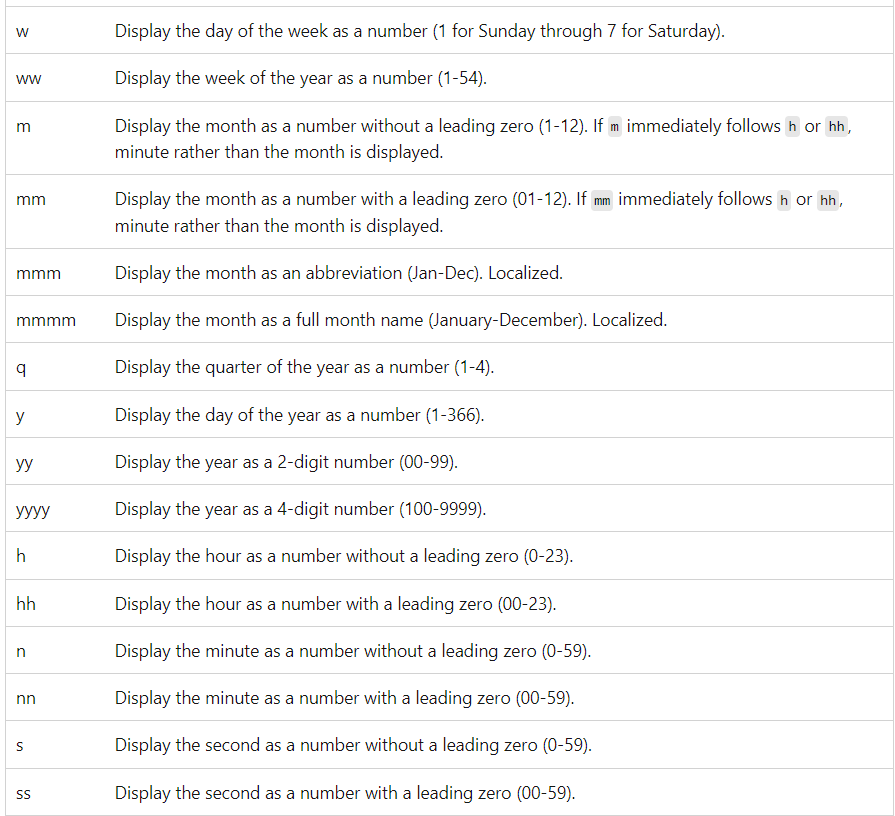 w Display the day of the week as a number (1 for Sunday through 7 for Saturday).
ww Display the week of the year as a number (1-54).
m Display the month as a number without a leading zero (1-12). If m immediately follows h or hh,
minute rather than the month is displayed.
mm Display the month as a number with a leading zero (01-12). If mm immediately follows h or hh,
minute rather than the month is displayed.
mmm Display the month as an abbreviation (Jan-Dec). Localized.
mmmm Display the month as a full month name (January-December). Localized.
q Display the quarter of the year as a number (1-4).
y Display the day of the year as a number (1-366).
yy Display the year as a 2-digit number (00-99).
yyyy Display the year as a 4-digit number (100-9999).
h Display the hour as a number without a leading zero (0-23).
hh Display the hour as a number with a leading zero (00-23).
n Display the minute as a number without a leading zero (0-59).
nn Display the minute as a number with a leading zero (00-59).
s Display the second as a number without a leading zero (0-59).
ss Display the second as a number with a leading zero (00-59).